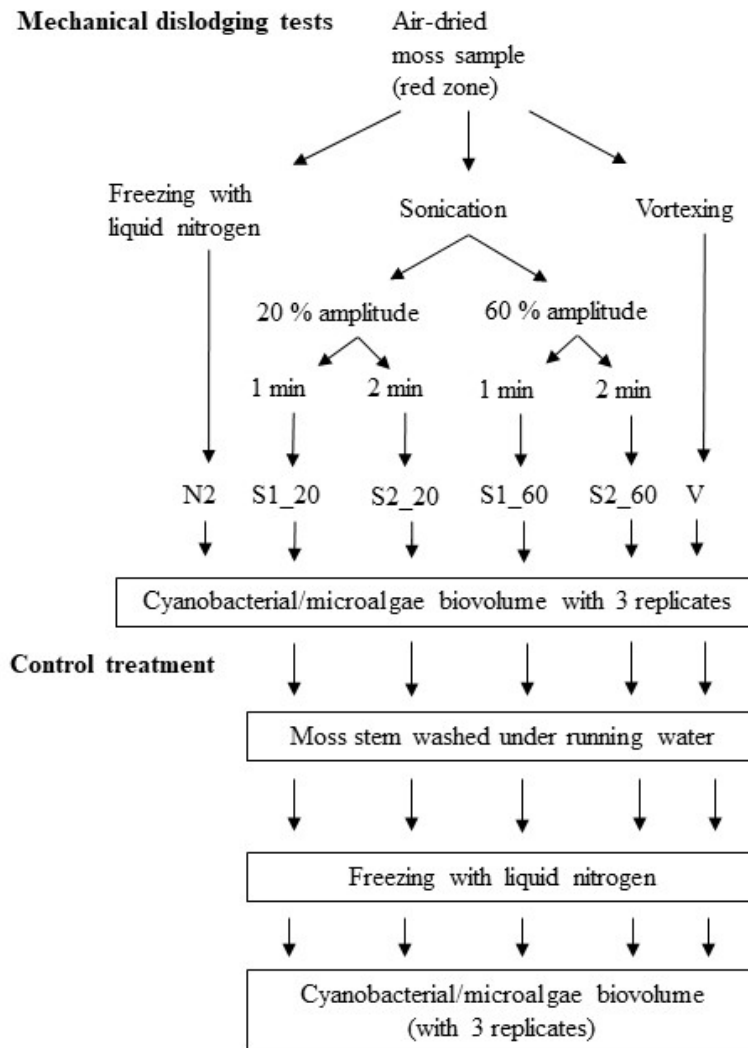 Mechanical dislodging tests
Air-dried
moss sample
(red zone)
Freezing with
liquid nitrogen
Sonication
Vortexing
20 % amplitude
60 % amplitude
1 min
2 min
1 min
2 min
N2
S1_20
S2_20
S1_60
S2_60
V
Cyanobacterial/microalgae biovolume with 3 replicates
Control treatment
Moss stem washed under running water
Freezing with liquid nitrogen
Cyanobacterial/microalgae biovolume
(with 3 replicates)